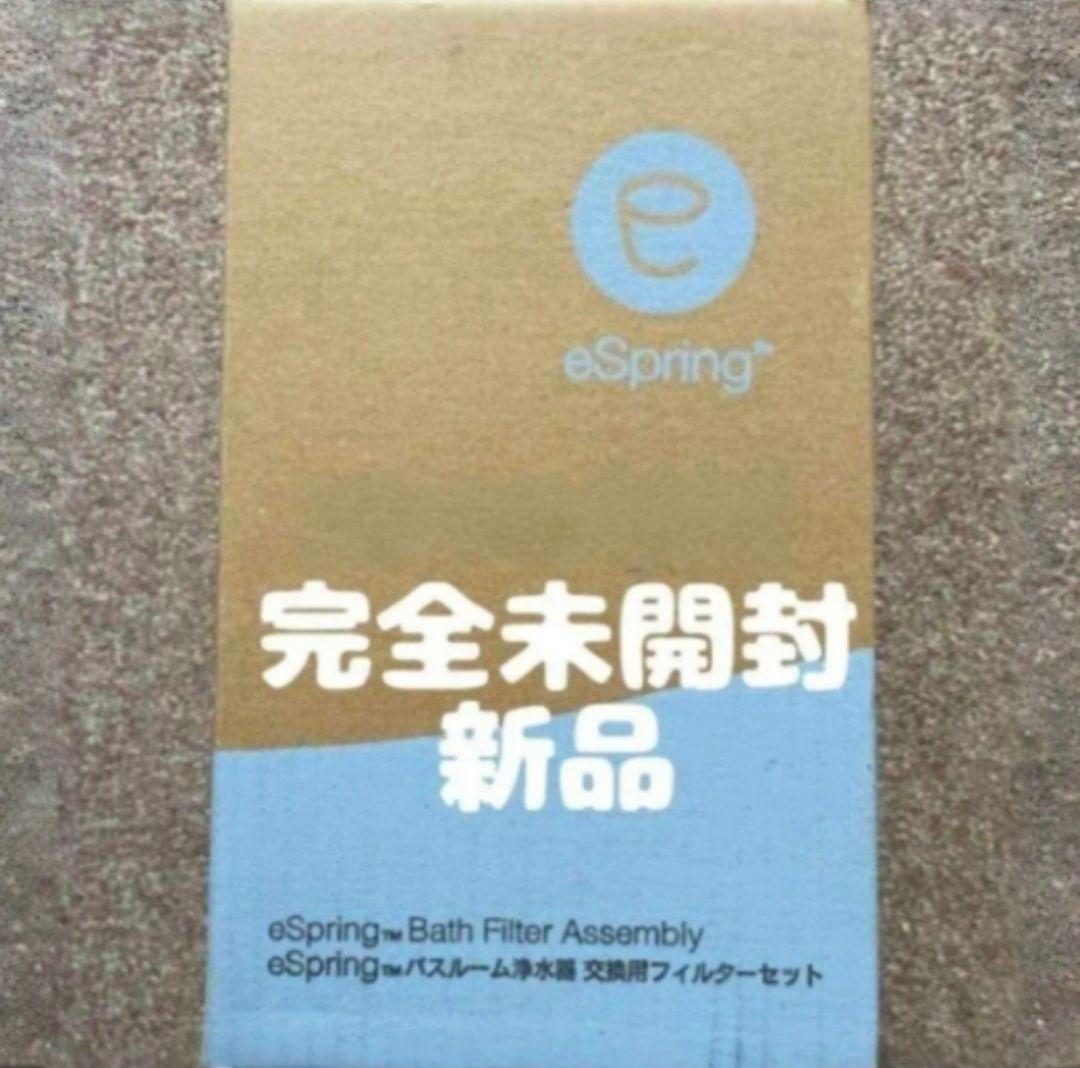 e
eSpring™
完全未開封
新品
eSpring™ Bath Filter Assembly
eSpring™ バスルーム浄水器 交換用フィルターセット